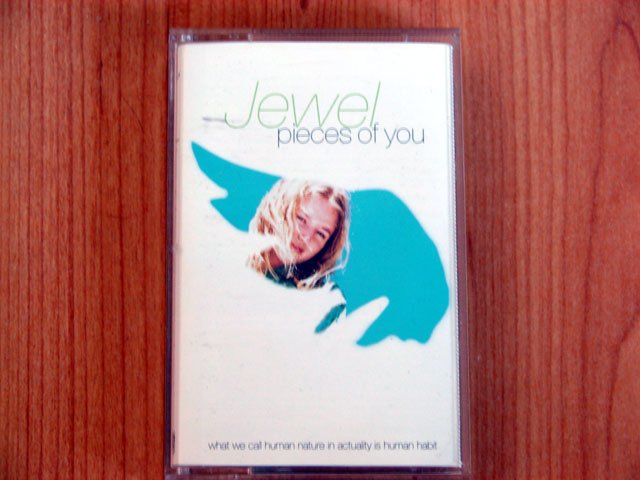 Jewel
pieces of you
what we call human nature in actuality is human habit